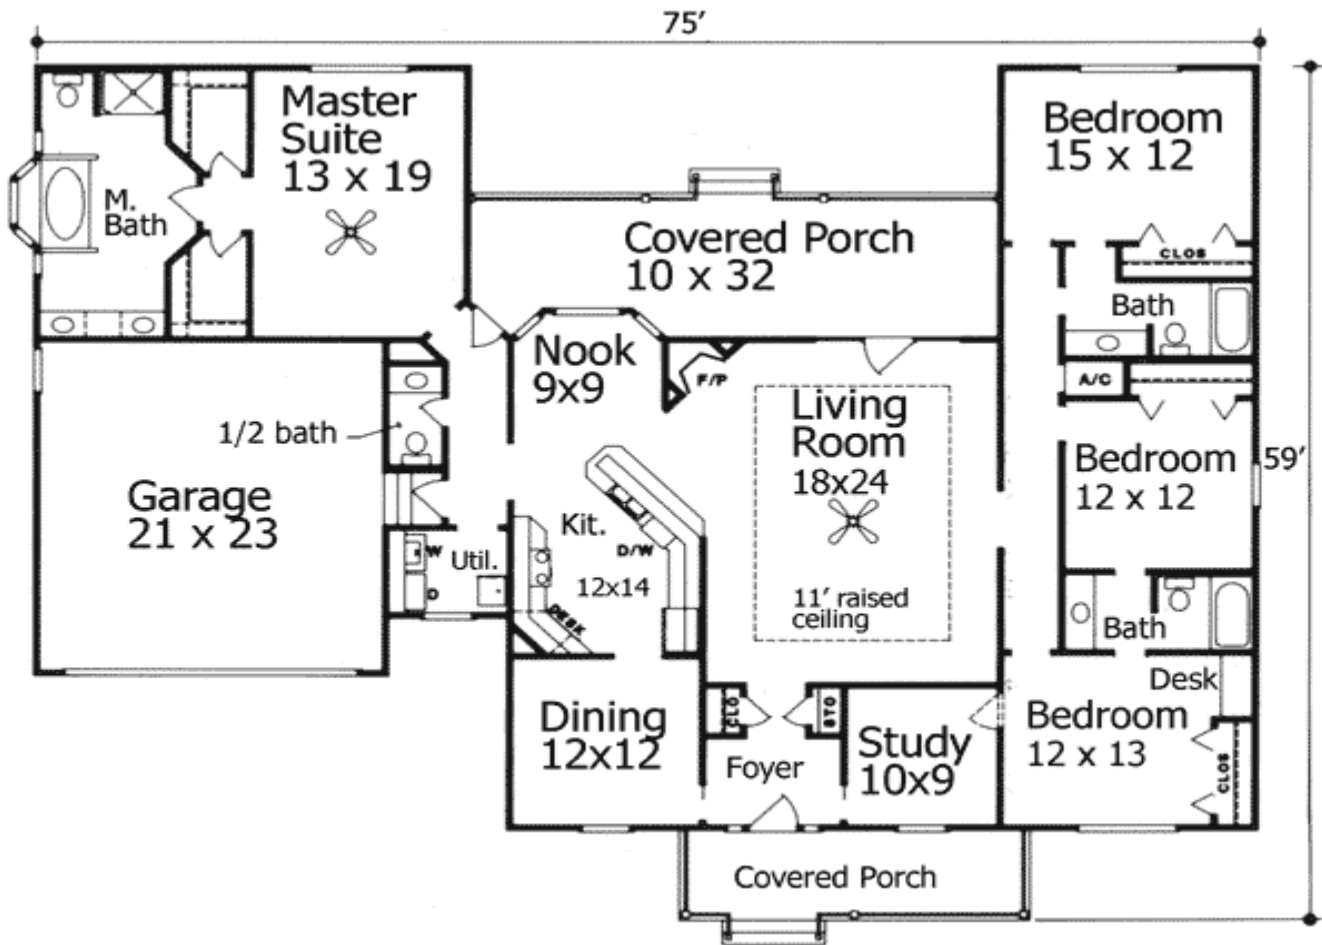 75'
Master
Suite
13 x 19
M.
Bath
Bedroom
15 x 12
CLOS
Covered Porch
10 x 32
Bath
Nook
9x9
F/P
A/C
Living
Room
18x24
1/2 bath
Bedroom
12 x 12
59'
Garage
21 x 23
Kit.
D/W
12x14
W
Util.
D
DESK
11' raised
ceiling
Bath
Desk
CLO
STO
Dining
12x12
Foyer
Study
10x9
Bedroom
12 x 13
CLOS
Covered Porch